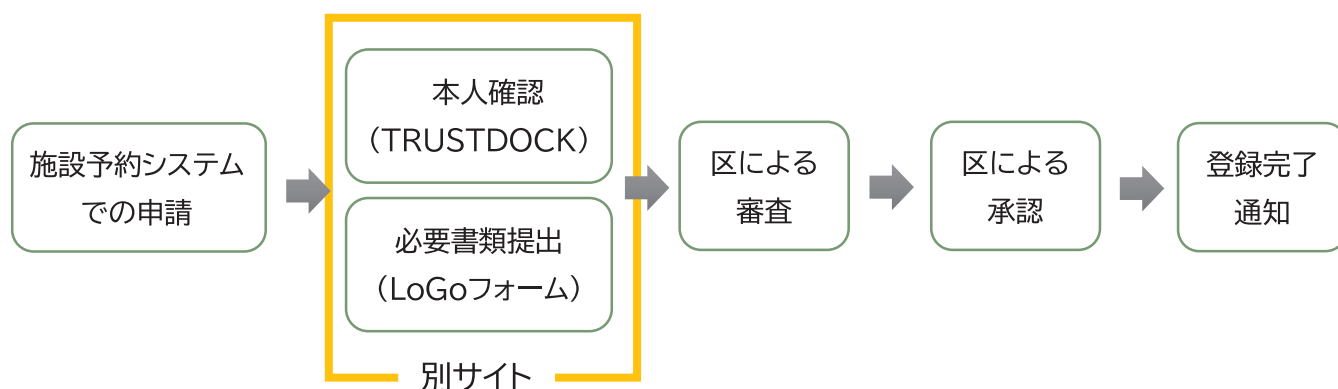 施設予約システム
での申請
本人確認
（TRUSTDOCK）
必要書類提出
（LoGoフォーム）
別サイト
区による
審査
区による
承認
登録完了
通知